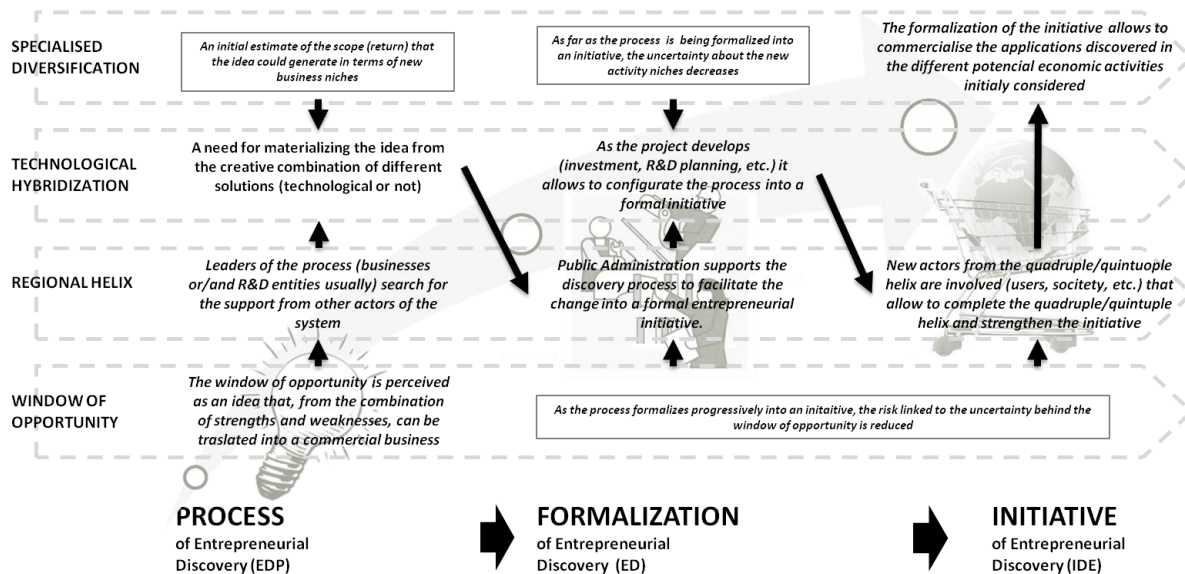 SPECIALISED
DIVERSIFICATION
An initial estimate of the scope (return) that
the idea could generate in terms of new
business niches
As far as the process is being formalized into
an initiative, the uncertainty about the new
activity niches decreases
The formalization of the initiative allows to
commercialise the applications discovered in
the different potencial economic activities
initialy considered
TECHNOLOGICAL
HYBRIDIZATION
A need for materializing the idea from
the creative combination of different
solutions (technological or not)
As the project develops
(investment, R&D planning, etc.) it
allows to configurate the process into a
formal initiative
REGIONAL HELIX
Leaders of the process (businesses
or/and R&D entities usually) search for
the support from other actors of the
system
Public Administration supports the
discovery process to facilitate the
change into a formal entrepreneurial
initiative.
New actors from the quadruple/quintuople
helix are involved (users, socitety, etc.) that
allow to complete the quadruple/quintuple
helix and strengthen the initiative
WINDOW OF
OPPORTUNITY
The window of opportunity is perceived
as an idea that, from the combination
of strengths and weaknesses, can be
traslated into a commercial business
As the process formalizes progressively into an initaitive, the risk linked to the uncertainty behind the
window of opportunity is reduced
PROCESS
of Entrepreneurial
Discovery (EDP)
FORMALIZATION
of Entrepreneurial
Discovery (ED)
INITIATIVE
of Entrepreneurial
Discovery (IDE)